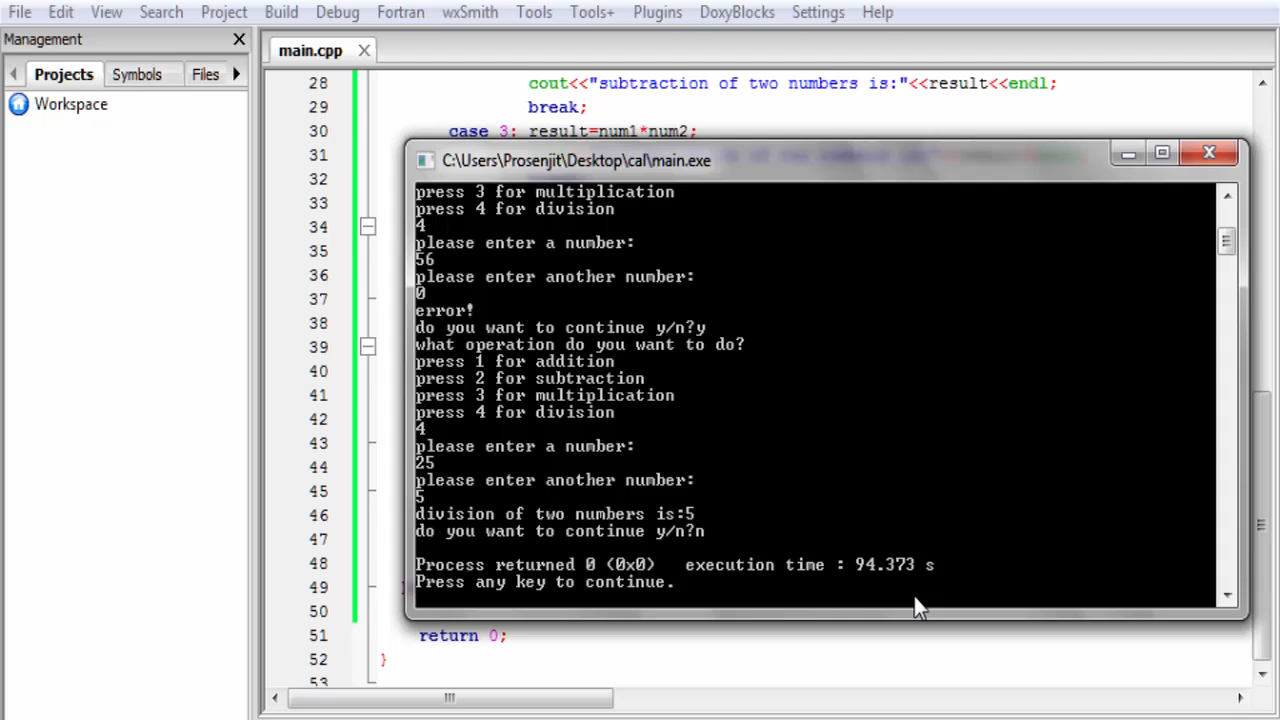 File Edit View Search Project Build Debug Fortran wxSmith Tools Tools+ Plugins DoxyBlocks Settings Help
Management
main.cpp
Projects Symbols Files
Workspace
28 cout<<"subtraction of two numbers is:"<<result<<endl;
29 break;
30 case 3: result=num1*num2;
31
32
33
34
35
36
37
38
39
40
41
42
43
44
45
46
47
48
49
50
51 return 0;
52 }
53
C:\Users\Prosenjit\Desktop\cal\main.exe
press 3 for multiplication
press 4 for division
4
please enter a number:
56
please enter another number:
0
error!
do you want to continue y/n?y
what operation do you want to do?
press 1 for addition
press 2 for subtraction
press 3 for multiplication
press 4 for division
4
please enter a number:
25
please enter another number:
5
division of two numbers is:5
do you want to continue y/n?n
Process returned 0 (0x0) execution time : 94.373 s
Press any key to continue.